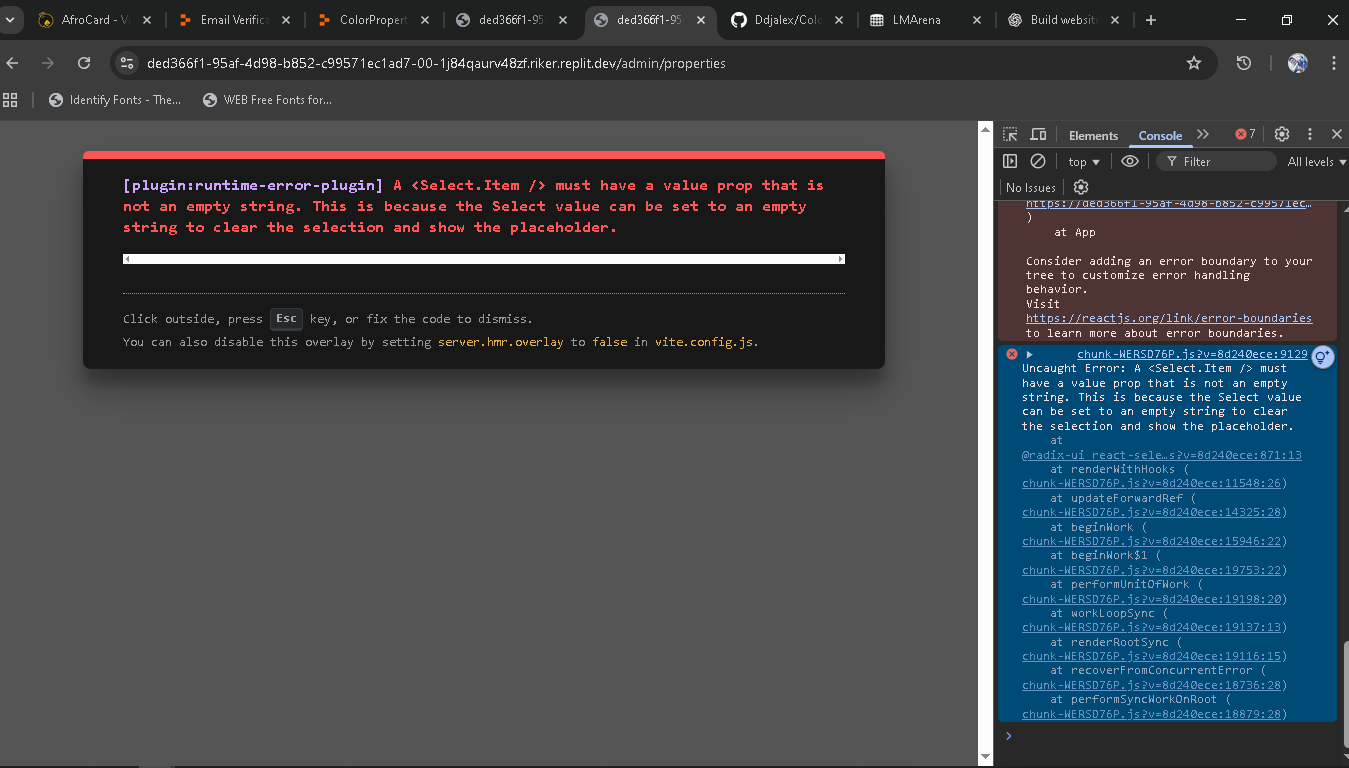 AfroCard - Vi
Email Verifica
ColorPropert
ded366f1-95
ded366f1-95
Ddjalex/Colo
LMArena
Build website
ded366f1-95af-4d98-b852-c99571ec1ad7-00-1j84qaurv48zf.riker.replit.dev/admin/properties
Identify Fonts - The...
WEB Free Fonts for...
[plugin:runtime-error-plugin] A <Select.Item /> must have a value prop that is
not an empty string. This is because the Select value can be set to an empty
string to clear the selection and show the placeholder.
Click outside, press Esc key, or fix the code to dismiss.
You can also disable this overlay by setting server.hmr.overlay to false in vite.config.js.
Elements
Console
7
top
Filter
All levels
No Issues
https://ded366f1-95af-4d98-b852-c99571ec…
)
at App
Consider adding an error boundary to your
tree to customize error handling
behavior.
Visit
https://reactjs.org/link/error-boundaries
to learn more about error boundaries.
chunk-WERSD76P.js?v=8d240ece:9129
Uncaught Error: A <Select.Item /> must
have a value prop that is not an empty
string. This is because the Select value
can be set to an empty string to clear
the selection and show the placeholder.
at
@radix-ui_react-sele…s?v=8d240ece:871:13
at renderWithHooks (
chunk-WERSD76P.js?v=8d240ece:11548:26)
at updateForwardRef (
chunk-WERSD76P.js?v=8d240ece:14325:28)
at beginWork (
chunk-WERSD76P.js?v=8d240ece:15946:22)
at beginWork$1 (
chunk-WERSD76P.js?v=8d240ece:19753:22)
at performUnitOfWork (
chunk-WERSD76P.js?v=8d240ece:19198:20)
at workLoopSync (
chunk-WERSD76P.js?v=8d240ece:19137:13)
at renderRootSync (
chunk-WERSD76P.js?v=8d240ece:19116:15)
at recoverFromConcurrentError (
chunk-WERSD76P.js?v=8d240ece:18736:28)
at performSyncWorkOnRoot (
chunk-WERSD76P.js?v=8d240ece:18879:28)